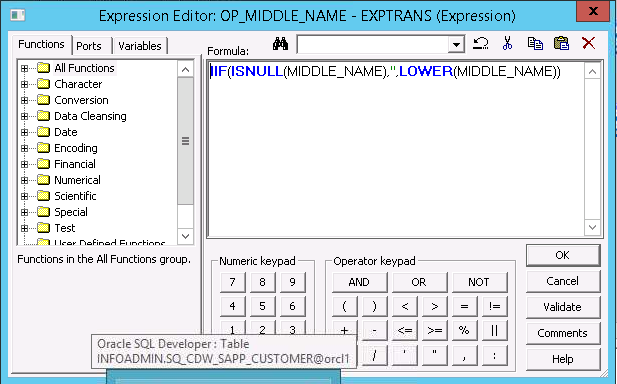 Expression Editor: OP_MIDDLE_NAME - EXPTRANS (Expression)
x
Functions Ports Variables
Formula:
All Functions
Character
Conversion
Data Cleansing
Date
Encoding
Financial
Numerical
Scientific
Special
Test
User Defined Functions
IIF(ISNULL(MIDDLE_NAME),'',LOWER(MIDDLE_NAME))
Functions in the All Functions group.
Numeric keypad
7 8 9
4 5 6
1 2 3
Operator keypad
AND OR NOT
( ) < > = !=
+ - <= >= % ||
/ ' " , :
OK
Cancel
Validate
Comments
Help
Oracle SQL Developer : Table
INFOADMIN.SQ_CDW_SAPP_CUSTOMER@orcl1